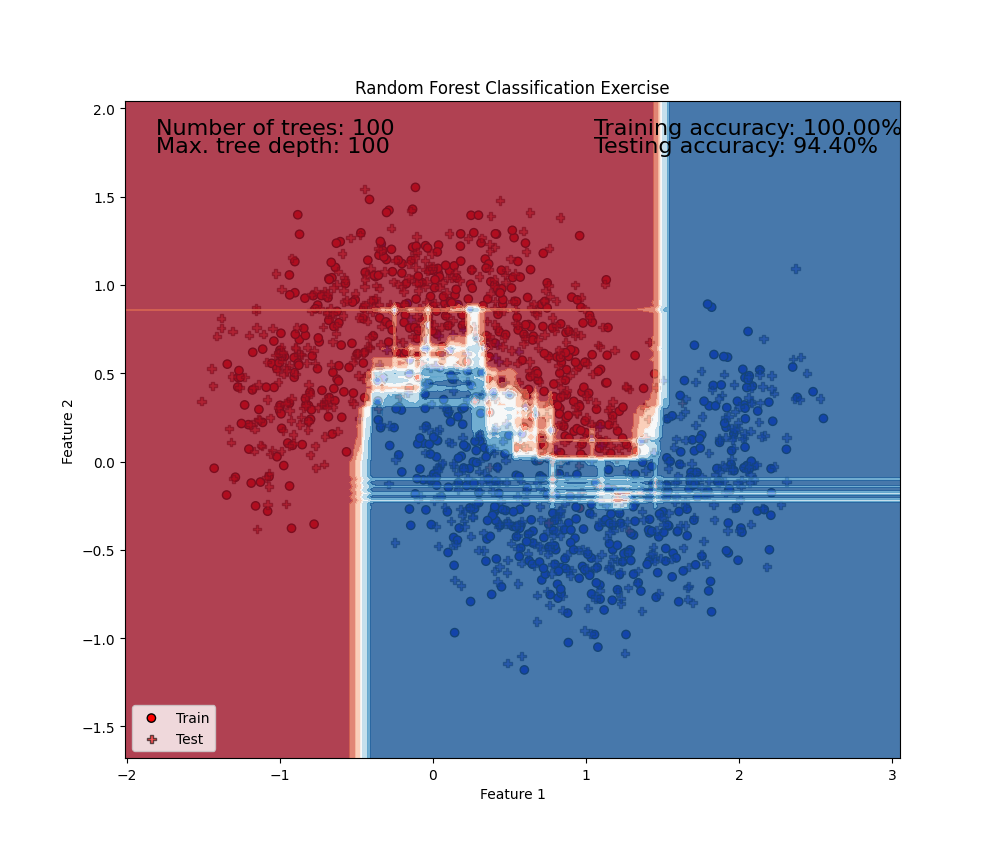 Random Forest Classification Exercise
Number of trees: 100
Max. tree depth: 100
Training accuracy: 100.00%
Testing accuracy: 94.40%
2.0
1.5
1.0
0.5
0.0
−0.5
−1.0
−1.5
Feature 2
Train
Test
−2
−1
0
1
2
3
Feature 1